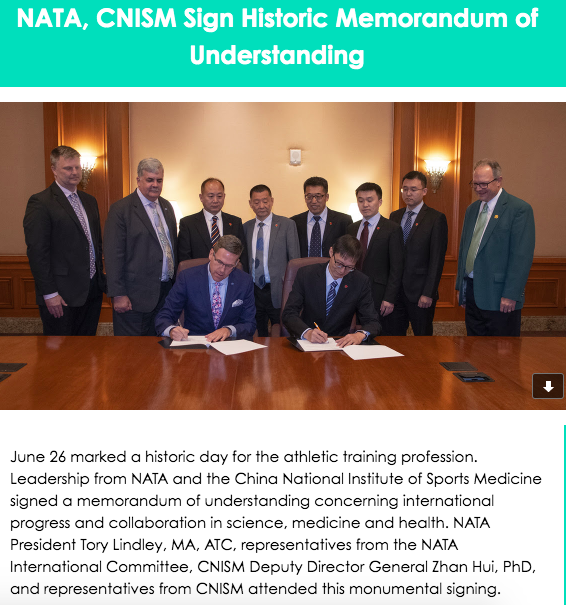 NATA, CNISM Sign Historic Memorandum of
Understanding
June 26 marked a historic day for the athletic training profession.
Leadership from NATA and the China National Institute of Sports Medicine
signed a memorandum of understanding concerning international
progress and collaboration in science, medicine and health. NATA
President Tory Lindley, MA, ATC, representatives from the NATA
International Committee, CNISM Deputy Director General Zhan Hui, PhD,
and representatives from CNISM attended this monumental signing.